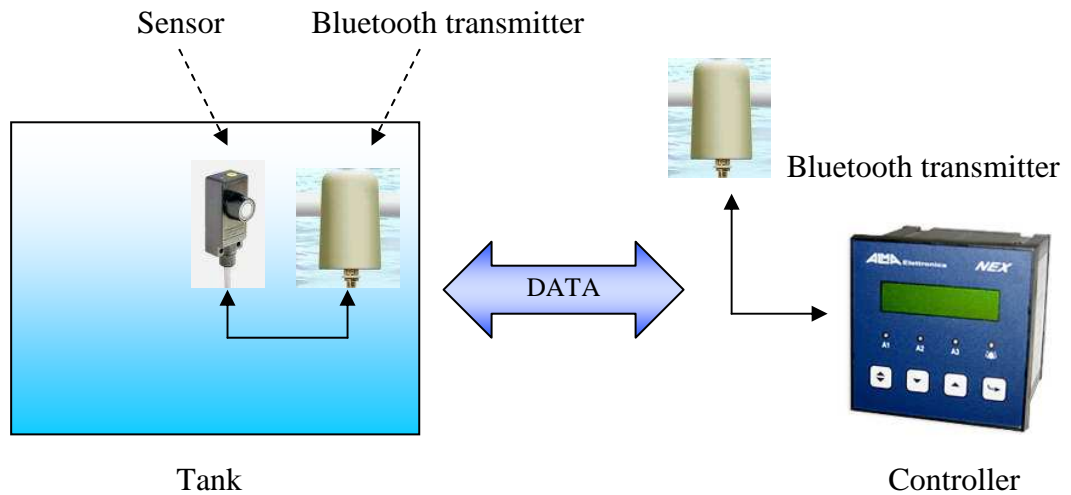 Sensor
Bluetooth transmitter
Bluetooth transmitter
DATA
ALMA Elettronica NEX
A1 A2 A3
Tank
Controller